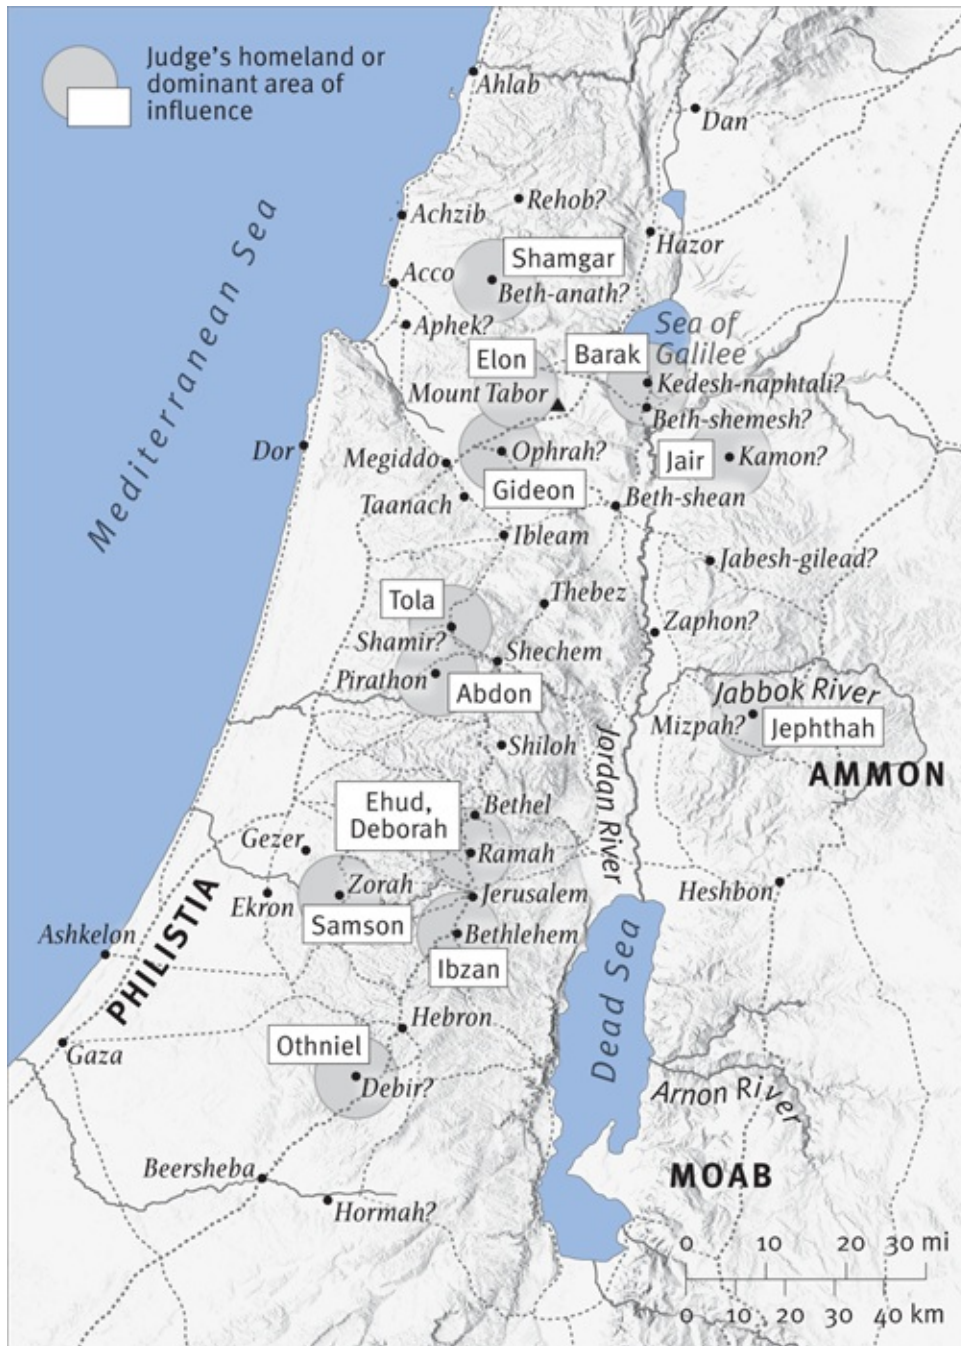 Judge's homeland or
dominant area of
influence
Ahlab
Dan
Mediterranean Sea
Rehob?
Achzib
Hazor
Shamgar
Acco
Beth-anath?
Aphek?
Sea of
Galilee
Elon
Barak
Mount Tabor
Kedesh-naphtali?
Beth-shemesh?
Dor
Megiddo
Ophrah?
Jair
Kamon?
Gideon
Taanach
Beth-shean
Ibleam
Jabesh-gilead?
Tola
Thebez
Shamir?
Zaphon?
Shechem
Pirathon
Abdon
Jabbok River
Mizpah?
Jephthah
Shiloh
Jordan River
AMMON
Ehud,
Deborah
Bethel
Gezer
Ramah
Zorah
Jerusalem
Heshbon
Ekron
PHILISTIA
Samson
Ashkelon
Bethlehem
Ibzan
Dead Sea
Hebron
Othniel
Gaza
Debir?
Arnon River
Beersheba
MOAB
Hormah?
0 10 20 30 mi
0 10 20 30 40 km